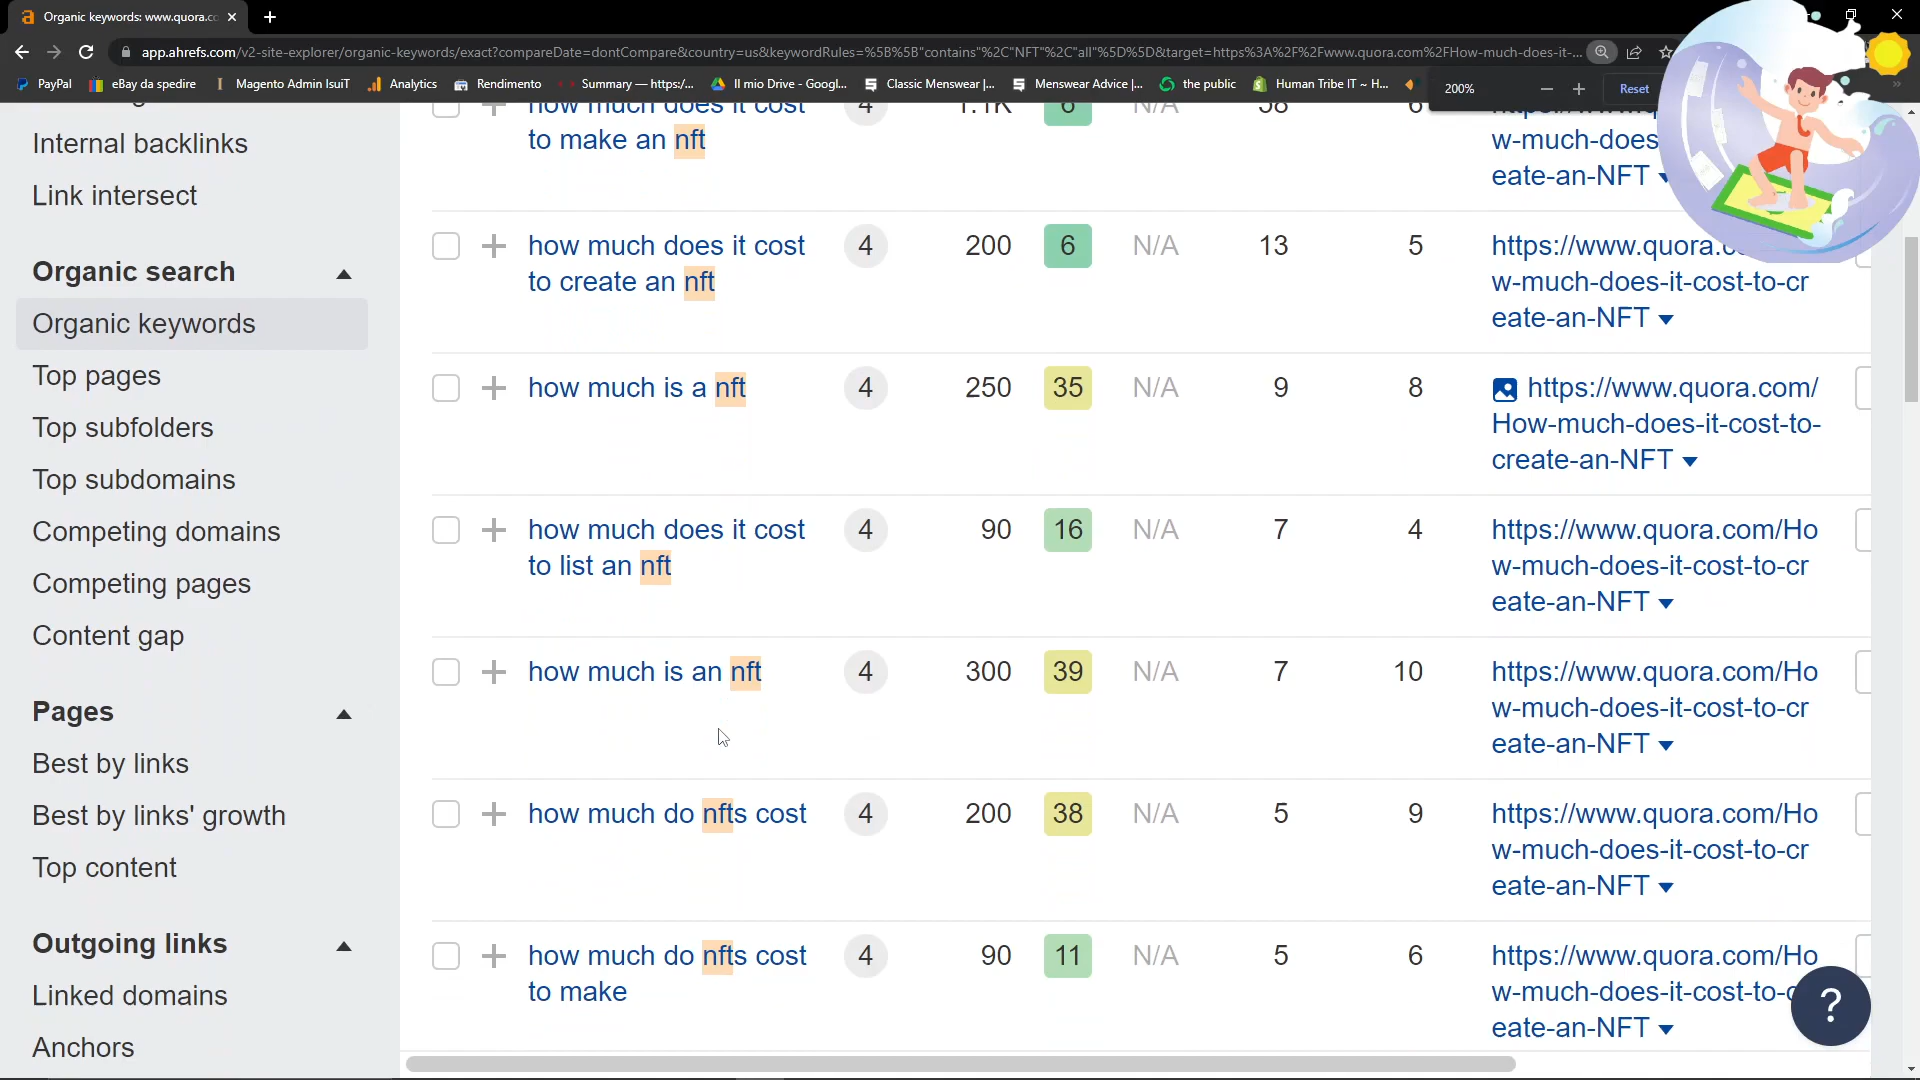 Organic keywords: www.quora.co
app.ahrefs.com/v2-site-explorer/organic-keywords/exact?compareDate=dontCompare&country=us&keywordRules=%5B%5B"contains"%2C"NFT"%2C"all"%5D%5D&target=https%3A%2F%2Fwww.quora.com%2FHow-much-does-it-...
PayPal eBay da spedire Magento Admin IsuiT Analytics Rendimento Summary — https:/... Il mio Drive - Googl... Classic Menswear |... Menswear Advice |... the public Human Tribe IT ~ H...
200% Reset
Internal backlinks
Link intersect
Organic search
Organic keywords
Top pages
Top subfolders
Top subdomains
Competing domains
Competing pages
Content gap
Pages
Best by links
Best by links' growth
Top content
Outgoing links
Linked domains
Anchors
how much does it cost 4 1.1K 6 N/A 58 6
to make an nft w-much-does
eate-an-NFT
how much does it cost 4 200 6 N/A 13 5 https://www.quora.c
to create an nft w-much-does-it-cost-to-cr
eate-an-NFT
how much is a nft 4 250 35 N/A 9 8 https://www.quora.com/
How-much-does-it-cost-to-
create-an-NFT
how much does it cost 4 90 16 N/A 7 4 https://www.quora.com/Ho
to list an nft w-much-does-it-cost-to-cr
eate-an-NFT
how much is an nft 4 300 39 N/A 7 10 https://www.quora.com/Ho
w-much-does-it-cost-to-cr
eate-an-NFT
how much do nfts cost 4 200 38 N/A 5 9 https://www.quora.com/Ho
w-much-does-it-cost-to-cr
eate-an-NFT
how much do nfts cost 4 90 11 N/A 5 6 https://www.quora.com/Ho
to make w-much-does-it-cost-to-c
eate-an-NFT
?